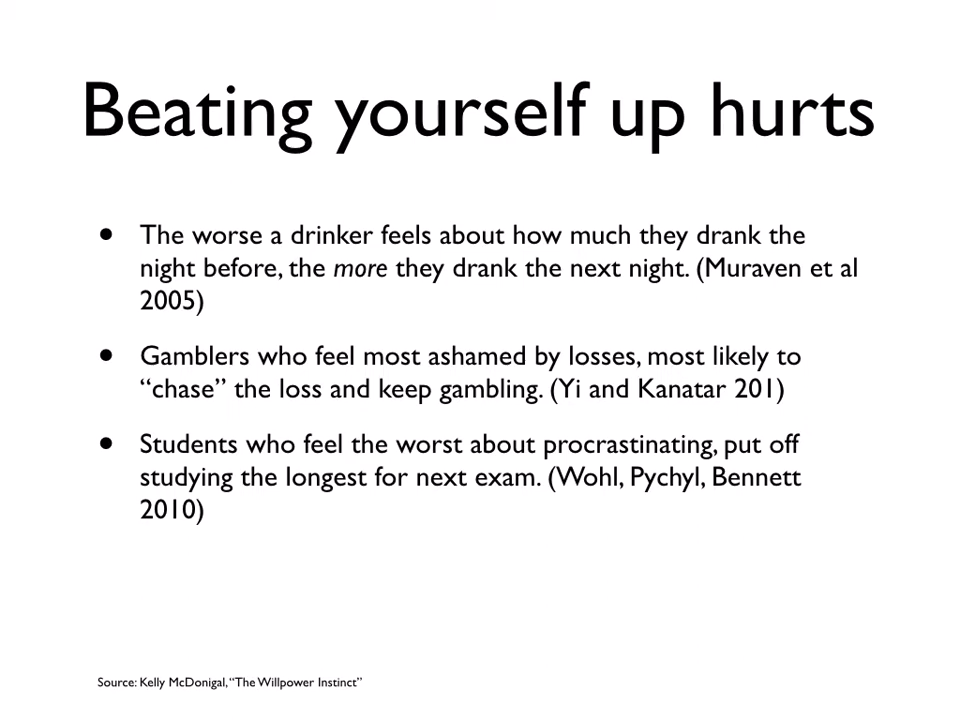 Beating yourself up hurts
• The worse a drinker feels about how much they drank the
night before, the more they drank the next night. (Muraven et al
2005)
• Gamblers who feel most ashamed by losses, most likely to
“chase” the loss and keep gambling. (Yi and Kanatar 201)
• Students who feel the worst about procrastinating, put off
studying the longest for next exam. (Wohl, Pychyl, Bennett
2010)
Source: Kelly McDonigal, “The Willpower Instinct”